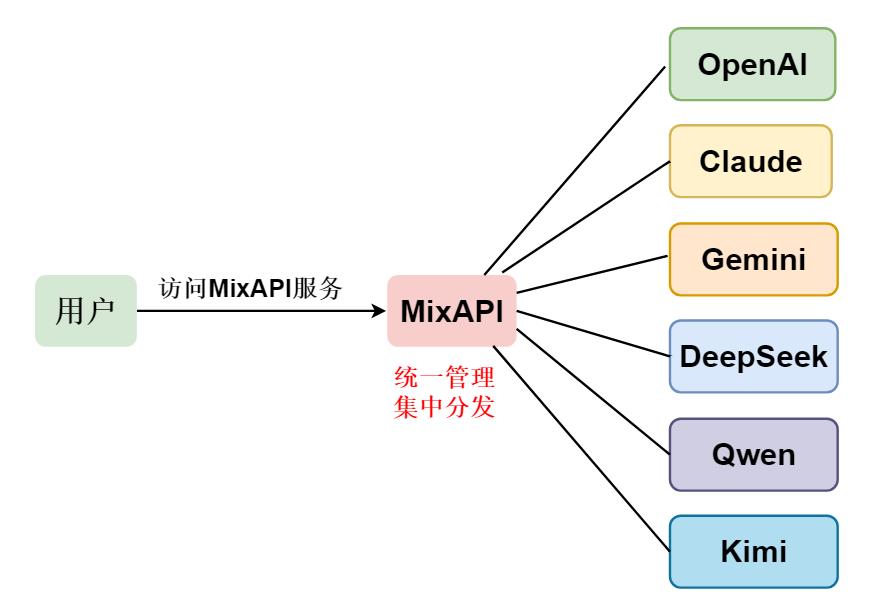 用户
访问MixAPI服务
MixAPI
统一管理
集中分发
OpenAI
Claude
Gemini
DeepSeek
Qwen
Kimi